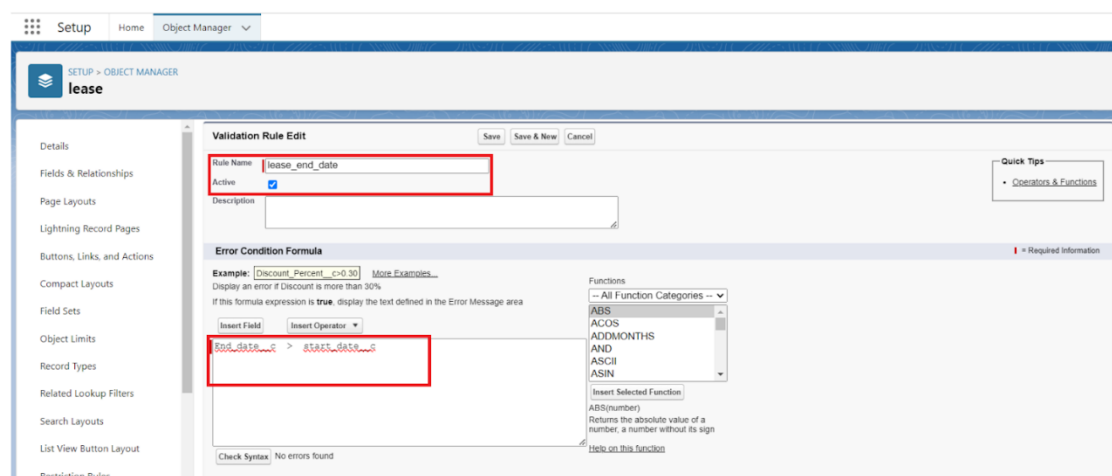 Setup Home Object Manager
SETUP > OBJECT MANAGER
lease
Details
Fields & Relationships
Page Layouts
Lightning Record Pages
Buttons, Links, and Actions
Compact Layouts
Field Sets
Object Limits
Record Types
Related Lookup Filters
Search Layouts
List View Button Layout
Restriction Rules
Validation Rule Edit Save Save & New Cancel
Rule Name lease_end_date
Active
Description
Quick Tips
• Operators & Functions
Error Condition Formula = Required Information
Example: Discount_Percent__c>0.30 More Examples...
Display an error if Discount is more than 30%
If this formula expression is true, display the text defined in the Error Message area
Insert Field Insert Operator ▼
End_date__c > start_date__c
Functions
-- All Function Categories --
ABS
ACOS
ADDMONTHS
AND
ASCII
ASIN
Insert Selected Function
ABS(number)
Returns the absolute value of a
number, a number without its sign
Help on this function
Check Syntax No errors found